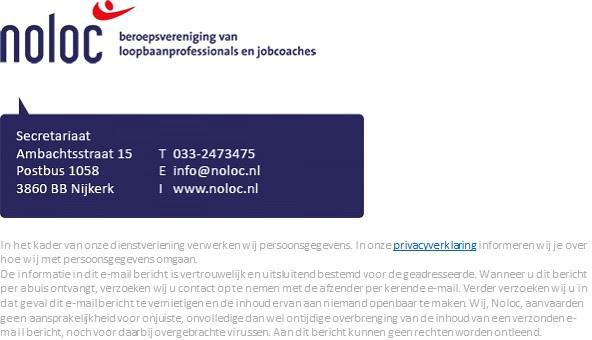 noloc beroepsvereniging van
loopbaanprofessionals en jobcoaches
Secretariaat
Ambachtsstraat 15 T 033-2473475
Postbus 1058 E info@noloc.nl
3860 BB Nijkerk I www.noloc.nl
In het kader van onze dienstverlening verwerken wij persoonsgegevens. In onze privacyverklaring informeren wij je over
hoe wij met persoonsgegevens omgaan.
De informatie in dit e-mail bericht is vertrouwelijk en uitsluitend bestemd voor de geadresseerde. Wanneer u dit bericht
per abuis ontvangt, verzoeken wij u contact op te nemen met de afzender per kerende e-mail. Verder verzoeken wij u in
dat geval dit e-mail bericht te vernietigen en de inhoud ervan aan niemand openbaar te maken. Wij, Noloc, aanvaarden
geen aansprakelijkheid voor onjuiste, onvolledige dan wel ontijdige overbrenging van de inhoud van een verzonden e-
mail bericht, noch voor daarbij overgebrachte virussen. Aan dit bericht kunnen geen rechten worden ontleend.